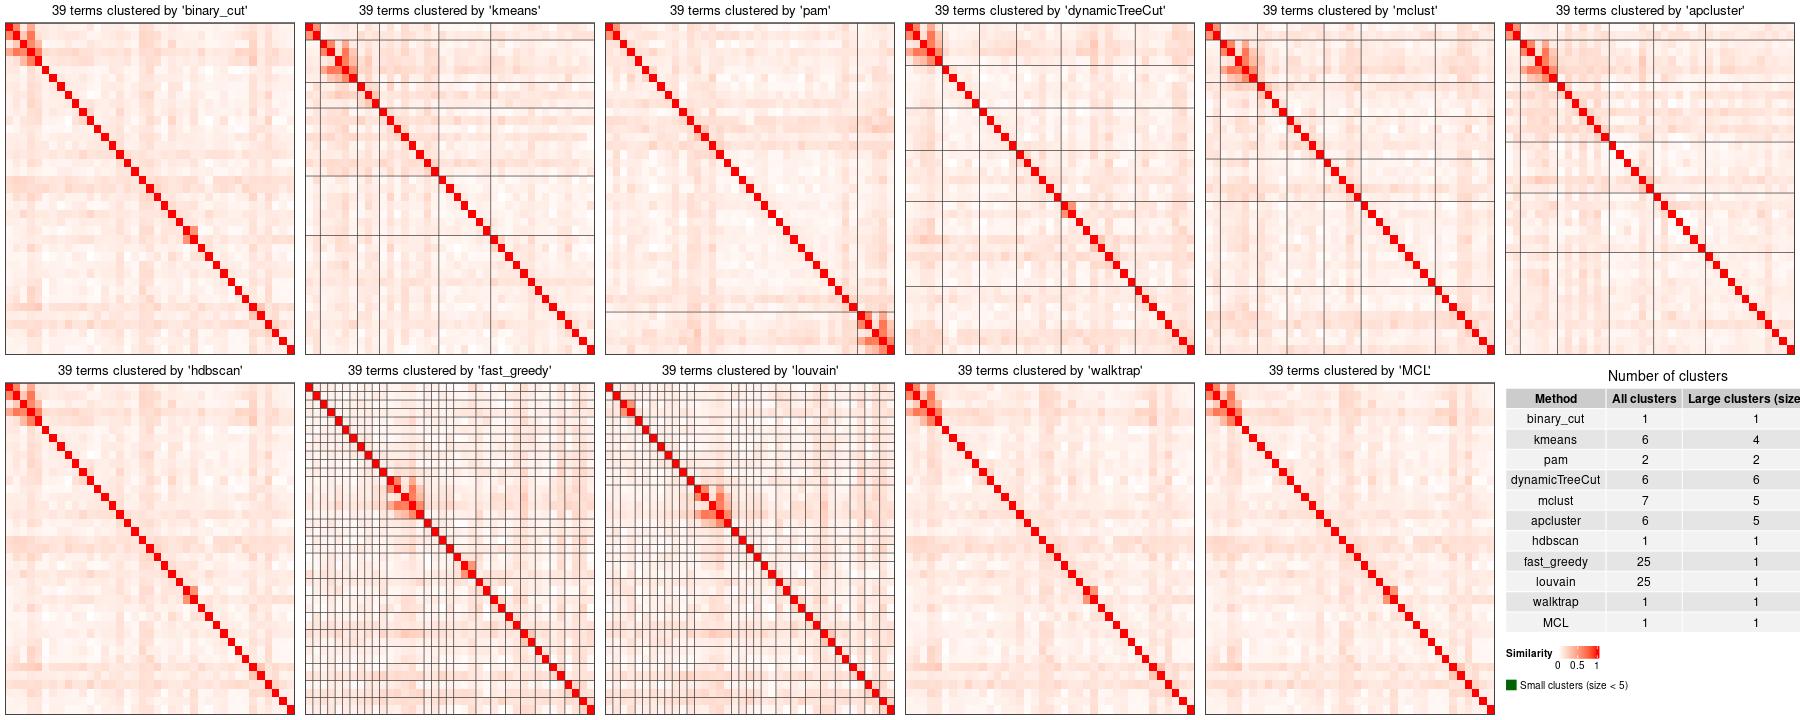 39 terms clustered by 'binary_cut'
39 terms clustered by 'kmeans'
39 terms clustered by 'pam'
39 terms clustered by 'dynamicTreeCut'
39 terms clustered by 'mclust'
39 terms clustered by 'apcluster'
39 terms clustered by 'hdbscan'
39 terms clustered by 'fast_greedy'
39 terms clustered by 'louvain'
39 terms clustered by 'walktrap'
39 terms clustered by 'MCL'
Number of clusters
Method All clusters Large clusters (size
binary_cut 1 1
kmeans 6 4
pam 2 2
dynamicTreeCut 6 6
mclust 7 5
apcluster 6 5
hdbscan 1 1
fast_greedy 25 1
louvain 25 1
walktrap 1 1
MCL 1 1
Similarity
0 0.5 1
Small clusters (size < 5)